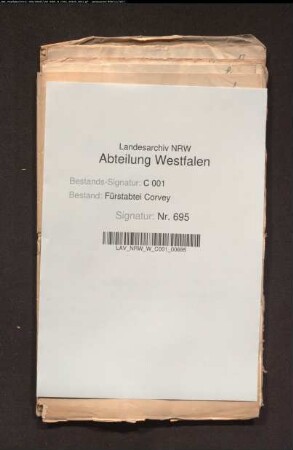 Landesarchiv NRW
Abteilung Westfalen
Bestands-Signatur: C 001
Bestand: Fürstabtei Corvey
Signatur: Nr. 695
LAV_NRW_W_C001_00695